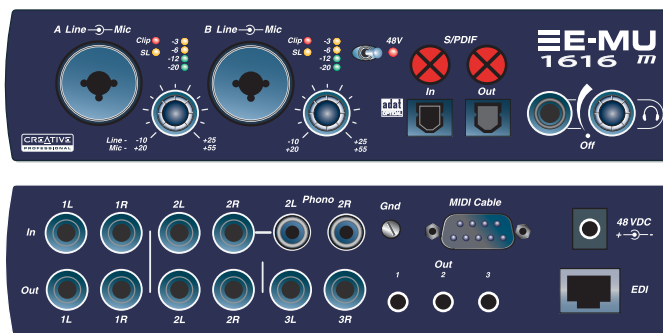 A Line Mic
B Line Mic
Clip
SL
-3
-6
-12
-20
Clip
SL
-3
-6
-12
-20
48V
S/PDIF
In
Out
E-MU
1616 m
adat
OPTICAL
CREATIVE
PROFESSIONAL
Line - -10 +25
Mic - +20 +55
-10 +25
+20 +55
Off
1L 1R 2L 2R 2L Phono 2R
Gnd
MIDI Cable
48 VDC
+ -
In
Out
1 2 3
Out
EDI
1L 1R 2L 2R 3L 3R